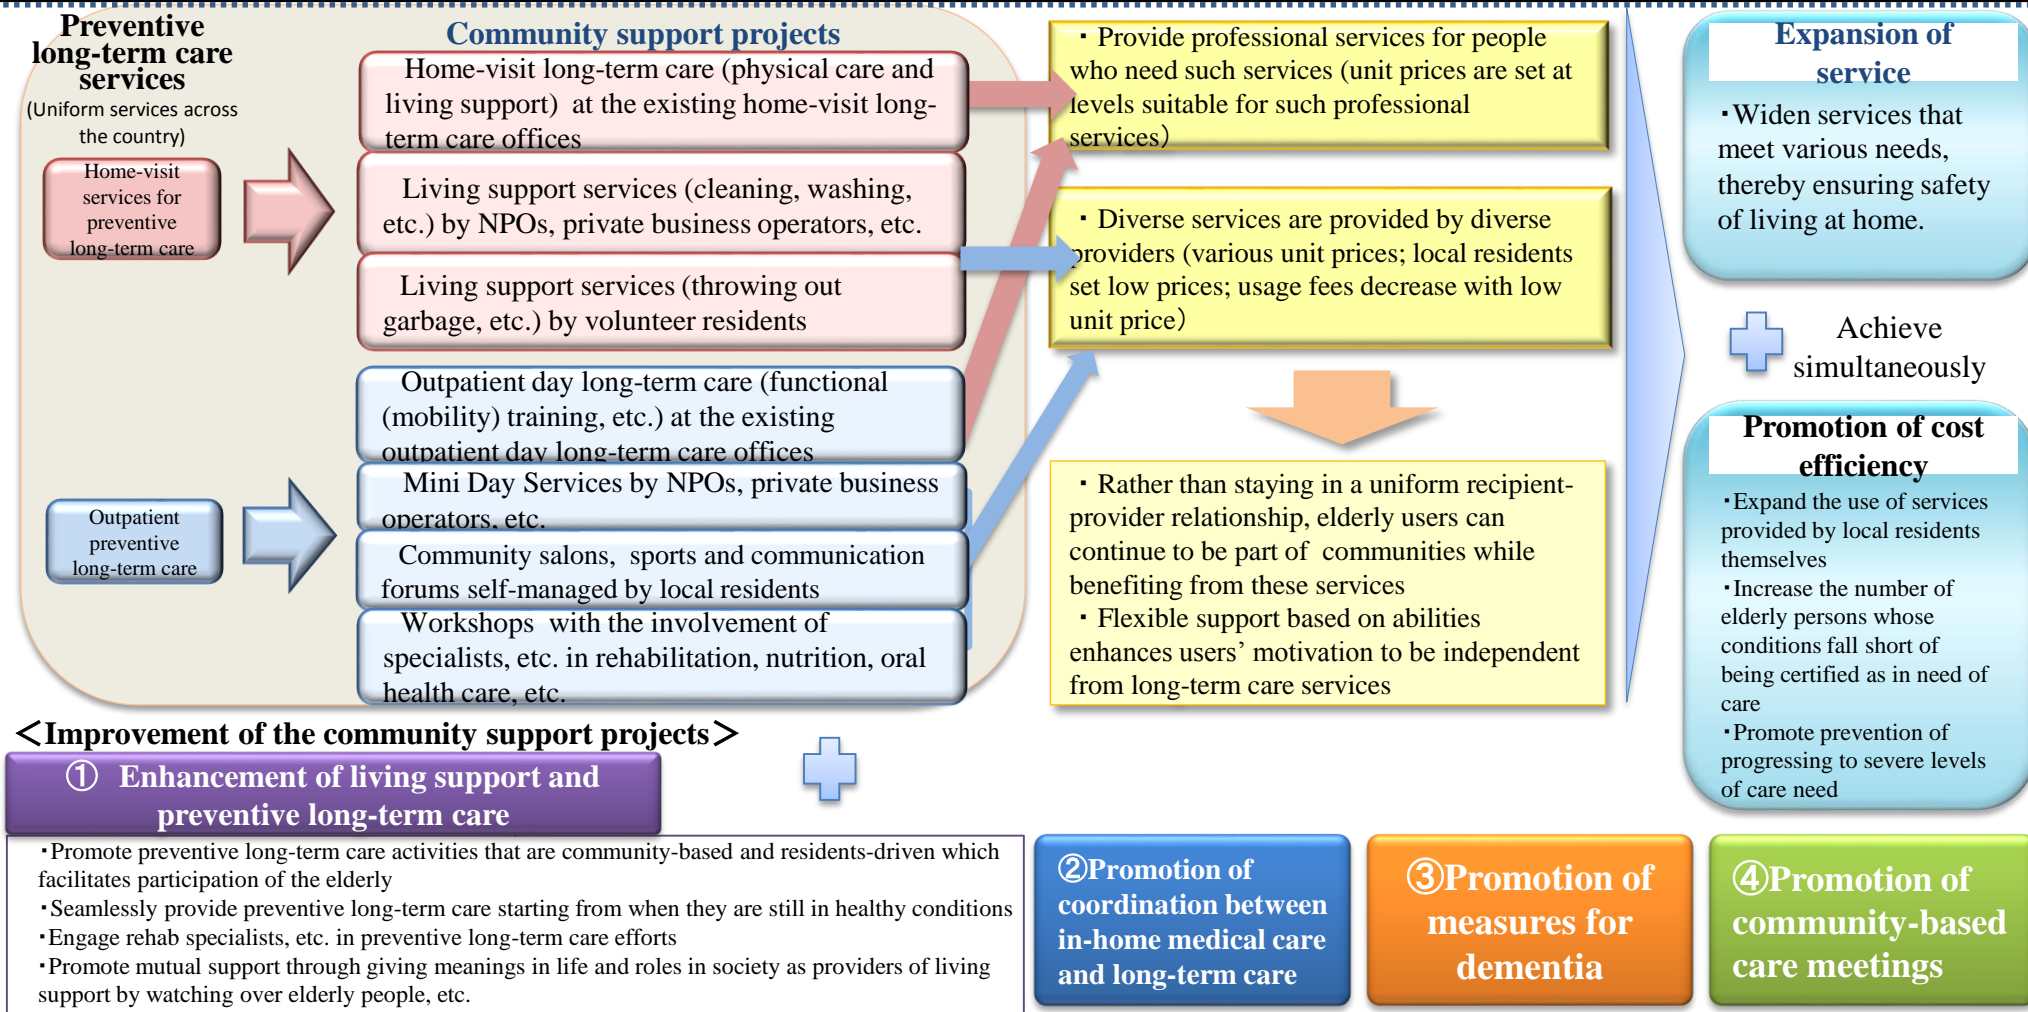 Preventive
long-term care
services
(Uniform services across
the country)
Home-visit
services for
preventive
long-term care
Outpatient
preventive
long-term care
Community support projects
Home-visit long-term care (physical care and
living support) at the existing home-visit long-
term care offices
Living support services (cleaning, washing,
etc.) by NPOs, private business operators, etc.
Living support services (throwing out
garbage, etc.) by volunteer residents
Outpatient day long-term care (functional
(mobility) training, etc.) at the existing
outpatient day long-term care offices
Mini Day Services by NPOs, private business
operators, etc.
Community salons, sports and communication
forums self-managed by local residents
Workshops with the involvement of
specialists, etc. in rehabilitation, nutrition, oral
health care, etc.
・Provide professional services for people
who need such services (unit prices are set at
levels suitable for such professional
services）
・Diverse services are provided by diverse
providers (various unit prices; local residents
set low prices; usage fees decrease with low
unit price）
・Rather than staying in a uniform recipient-
provider relationship, elderly users can
continue to be part of communities while
benefiting from these services
・Flexible support based on abilities
enhances users’ motivation to be independent
from long-term care services
Expansion of
service
・Widen services that
meet various needs,
thereby ensuring safety
of living at home.
Achieve
simultaneously
Promotion of cost
efficiency
・Expand the use of services
provided by local residents
themselves
・Increase the number of
elderly persons whose
conditions fall short of
being certified as in need of
care
・Promote prevention of
progressing to severe levels
of care need
＜Improvement of the community support projects＞
① Enhancement of living support and
preventive long-term care
・Promote preventive long-term care activities that are community-based and residents-driven which
facilitates participation of the elderly
・Seamlessly provide preventive long-term care starting from when they are still in healthy conditions
・Engage rehab specialists, etc. in preventive long-term care efforts
・Promote mutual support through giving meanings in life and roles in society as providers of living
support by watching over elderly people, etc.
②Promotion of
coordination between
in-home medical care
and long-term care
③Promotion of
measures for
dementia
④Promotion of
community-based
care meetings